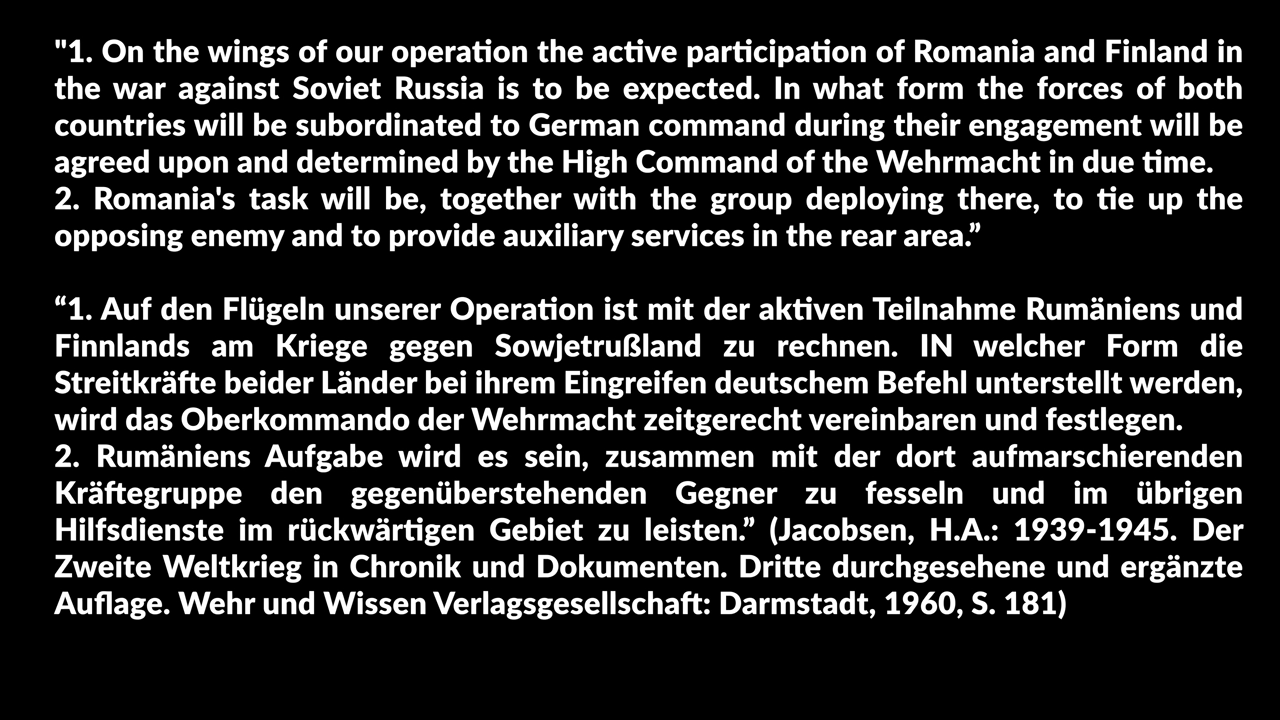 "1. On the wings of our operation the active participation of Romania and Finland in
the war against Soviet Russia is to be expected. In what form the forces of both
countries will be subordinated to German command during their engagement will be
agreed upon and determined by the High Command of the Wehrmacht in due time.
2. Romania's task will be, together with the group deploying there, to tie up the
opposing enemy and to provide auxiliary services in the rear area.”
“1. Auf den Flügeln unserer Operation ist mit der aktiven Teilnahme Rumäniens und
Finnlands am Kriege gegen Sowjetrußland zu rechnen. IN welcher Form die
Streitkräfte beider Länder bei ihrem Eingreifen deutschem Befehl unterstellt werden,
wird das Oberkommando der Wehrmacht zeitgerecht vereinbaren und festlegen.
2. Rumäniens Aufgabe wird es sein, zusammen mit der dort aufmarschierenden
Kräftegruppe den gegenüberstehenden Gegner zu fesseln und im übrigen
Hilfsdienste im rückwärtigen Gebiet zu leisten.” (Jacobsen, H.A.: 1939-1945. Der
Zweite Weltkrieg in Chronik und Dokumenten. Dritte durchgesehene und ergänzte
Auflage. Wehr und Wissen Verlagsgesellschaft: Darmstadt, 1960, S. 181)